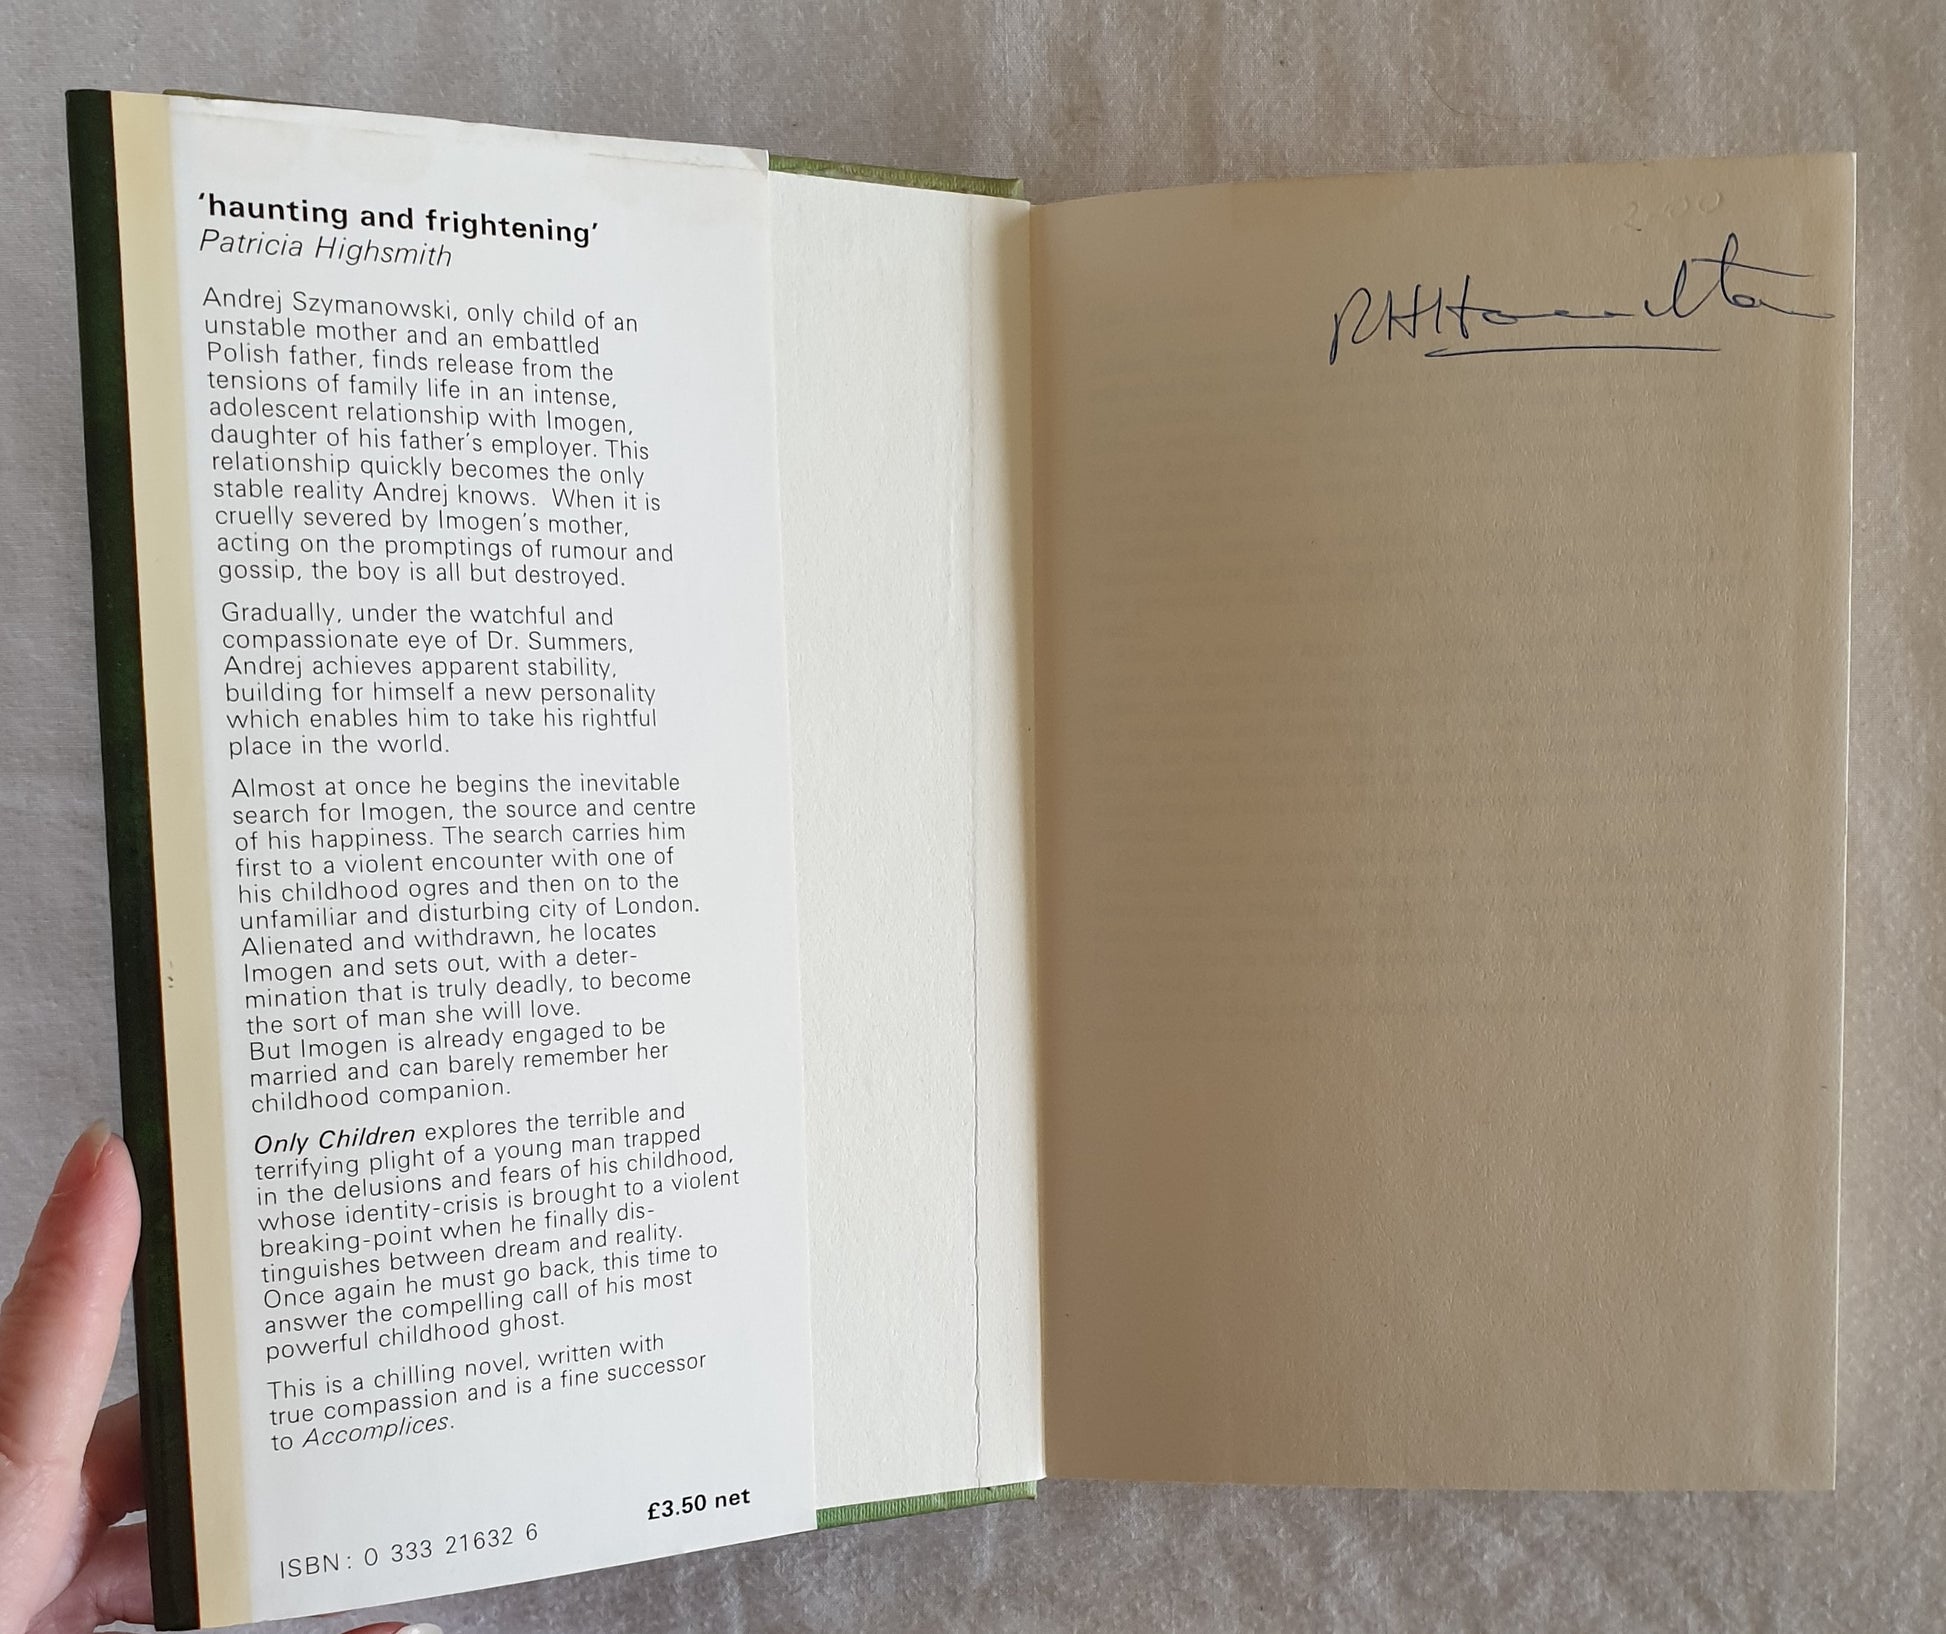 ‘haunting and frightening’
Patricia Highsmith
Andrej Szymanowski, only child of an
unstable mother and an embattled
Polish father, finds release from the
tensions of family life in an intense,
adolescent relationship with Imogen,
daughter of his father's employer. This
relationship quickly becomes the only
stable reality Andrej knows. When it is
cruelly severed by Imogen's mother,
acting on the promptings of rumour and
gossip, the boy is all but destroyed.
Gradually, under the watchful and
compassionate eye of Dr. Summers,
Andrej achieves apparent stability,
building for himself a new personality
which enables him to take his rightful
place in the world.
Almost at once he begins the inevitable
search for Imogen, the source and centre
of his happiness. The search carries him
first to a violent encounter with one of
his childhood ogres and then on to the
unfamiliar and disturbing city of London.
Alienated and withdrawn, he locates
Imogen and sets out, with a deter-
mination that is truly deadly, to become
the sort of man she will love.
But Imogen is already engaged to be
married and can barely remember her
childhood companion.
Only Children explores the terrible and
terrifying plight of a young man trapped
in the delusions and fears of his childhood,
whose identity-crisis is brought to a violent
breaking-point when he finally dis-
tinguishes between dream and reality.
Once again he must go back, this time to
answer the compelling call of his most
powerful childhood ghost.
This is a chilling novel, written with
true compassion and is a fine successor
to Accomplices.
£3.50 net
ISBN: 0 333 21632 6
2.00
RHHamilton